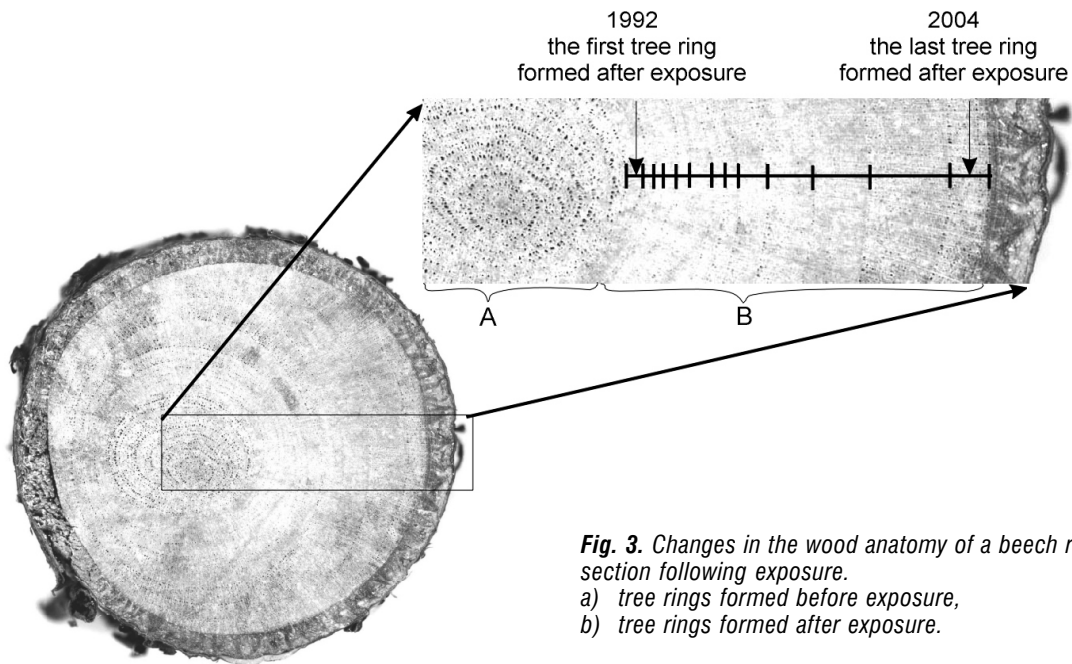 1992
the first tree ring
formed after exposure
2004
the last tree ring
formed after exposure
A
B
Fig. 3. Changes in the wood anatomy of a beech r
section following exposure.
a) tree rings formed before exposure,
b) tree rings formed after exposure.